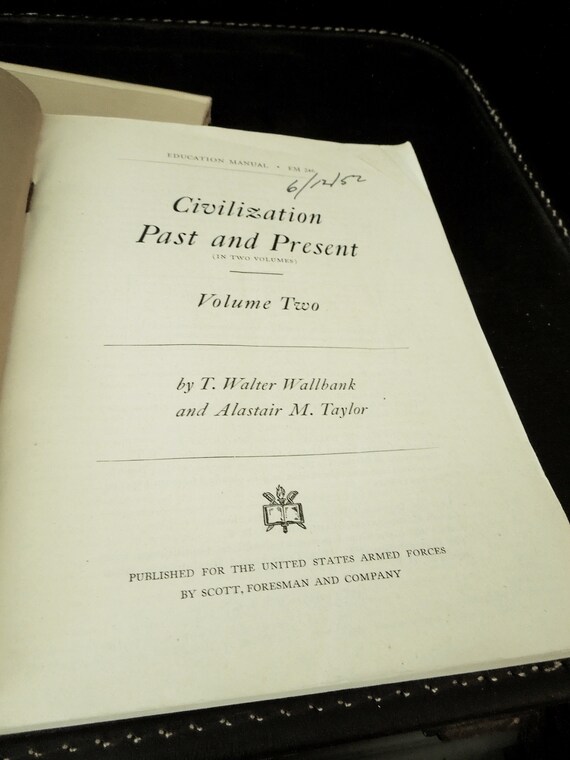 EDUCATION MANUAL •
6/12/52
Civilization
Past and Present
(IN TWO VOLUMES)
Volume Two
by T. Walter Wallbank
and Alastair M. Taylor
PUBLISHED FOR THE UNITED STATES ARMED FORCES
BY SCOTT, FORESMAN AND COMPANY